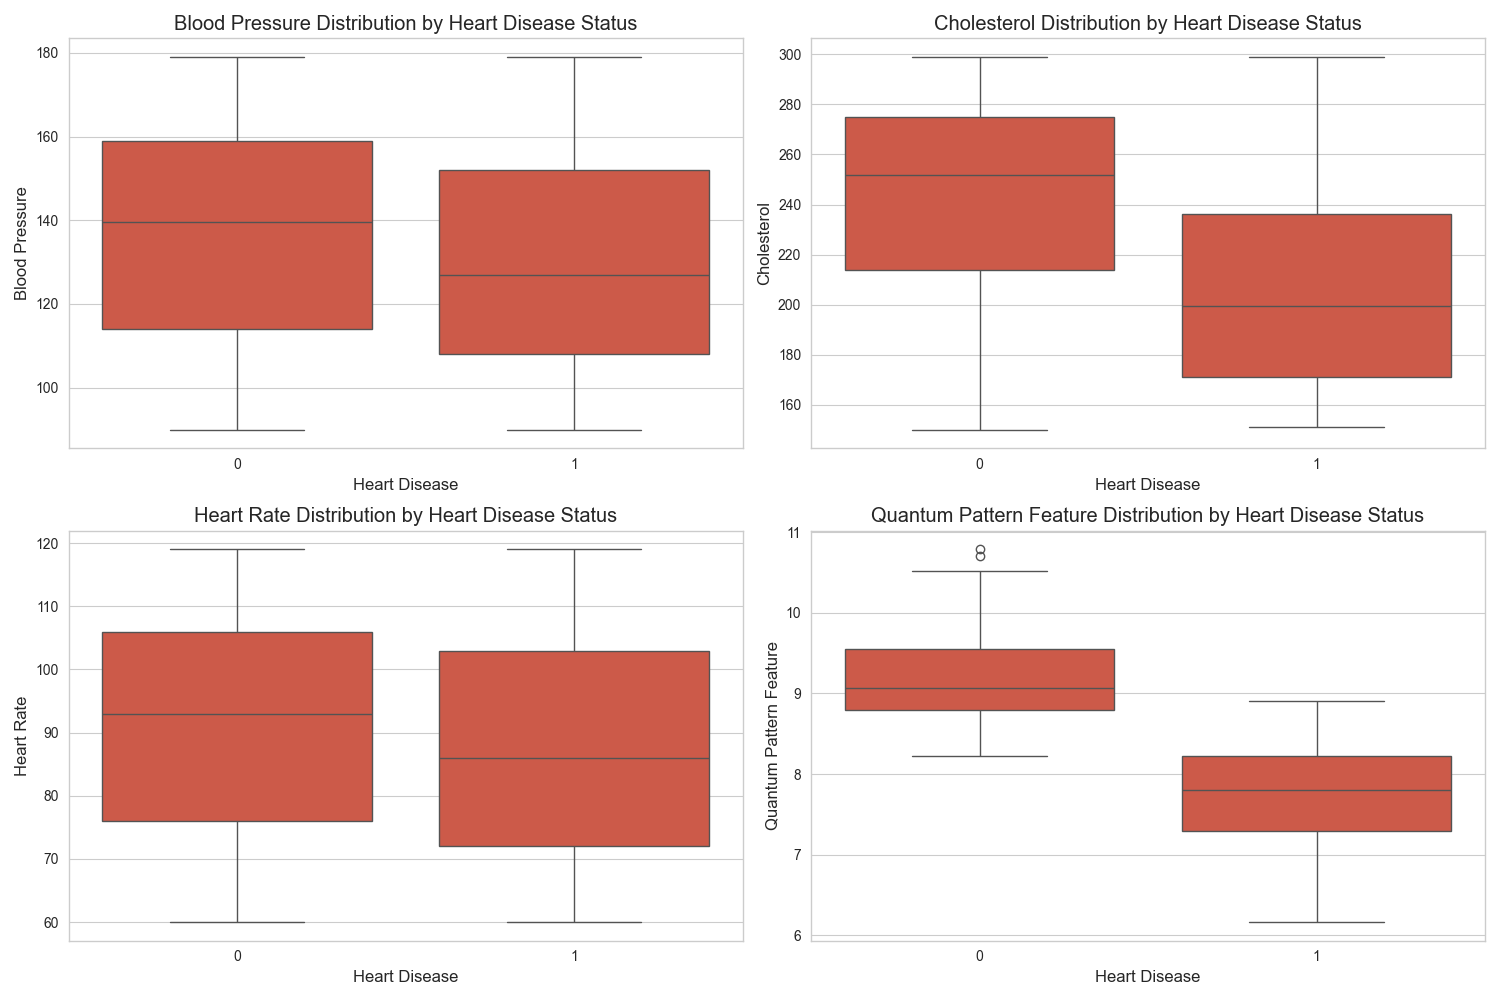 Blood Pressure Distribution by Heart Disease Status
180
160
140
120
100
Blood Pressure
0
1
Heart Disease
Cholesterol Distribution by Heart Disease Status
300
280
260
240
220
200
180
160
Cholesterol
0
1
Heart Disease
Heart Rate Distribution by Heart Disease Status
120
110
100
90
80
70
60
Heart Rate
0
1
Heart Disease
Quantum Pattern Feature Distribution by Heart Disease Status
11
10
9
8
7
6
Quantum Pattern Feature
0
1
Heart Disease